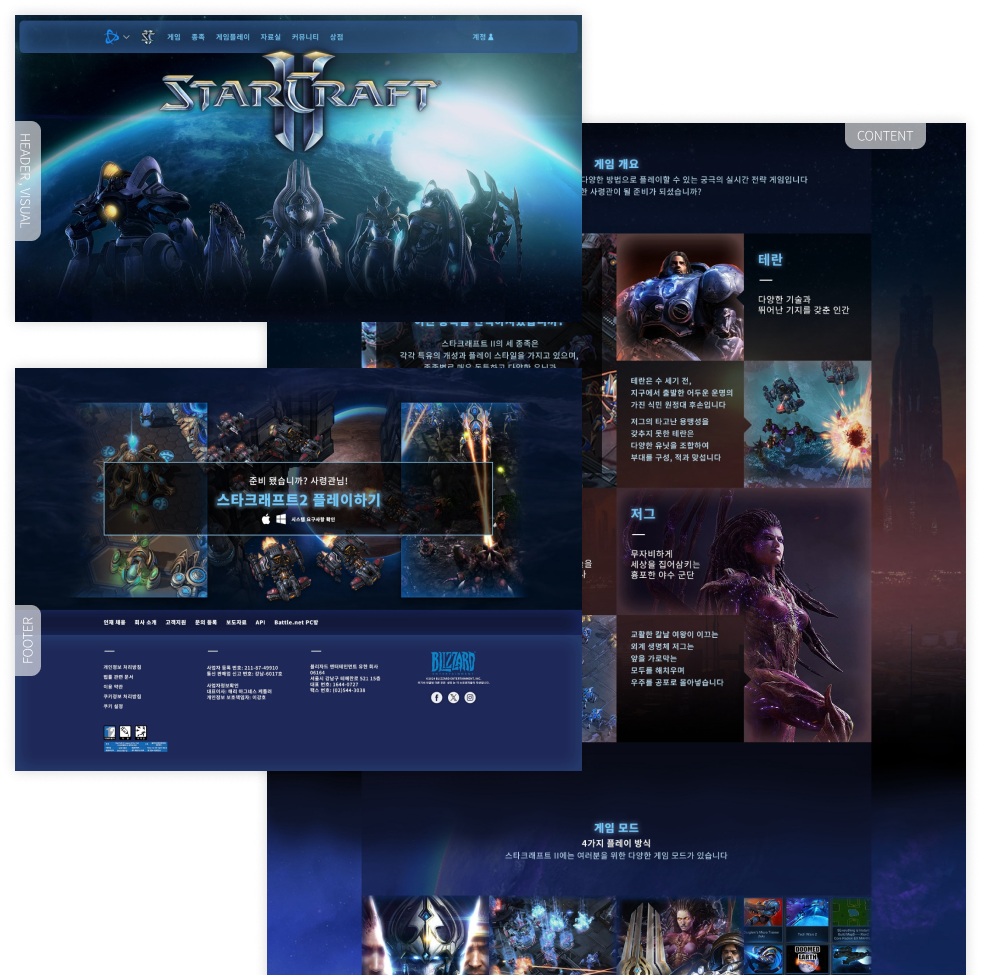 게임 종족 게임플레이 자료실 커뮤니티 상점 계정
STARCRAFT
II
HEADER , VISUAL
CONTENT
게임 개요
다양한 방법으로 플레이할 수 있는 궁극의 실시간 전략 게임입니다
사령관이 될 준비가 되셨습니까?
테란
다양한 기술과
뛰어난 기지를 갖춘 인간
스타크래프트 II의 세 종족은
각각 특유의 개성과 플레이 스타일을 가지고 있으며,
테란은 수 세기 전,
지구에서 출발한 어두운 운명의
가진 식민 원정대 후손입니다
저그의 타고난 용맹성을
갖추지 못한 테란은
다양한 유닛을 조합하여
부대를 구성, 적과 맞섭니다
저그
무자비하게
세상을 집어삼키는
흉포한 야수 군단
교활한 칼날 여왕이 이끄는
외계 생명체 저그는
앞을 가로막는
모두를 해치우며
우주를 공포로 몰아넣습니다
게임 모드
4가지 플레이 방식
스타크래프트 II에는 여러분을 위한 다양한 게임 모드가 있습니다
DOOMED
EARTH
준비 됐습니까? 사령관님!
스타크래프트2 플레이하기
시스템 요구사항 확인
FOOTER
인재 채용 회사 소개 고객지원 문의 등록 보도자료 API Battle.net PC방
개인정보 처리방침
법률 관련 문서
이용 약관
쿠키정보 처리방침
쿠키 설정
사업자 등록 번호: 211-87-49910
통신 판매업 신고 번호: 강남-6017호
사업자정보확인
개인정보 보호책임자: 이강호
블리자드 엔터테인먼트 유한 회사
06164
서울시 강남구 테헤란로 521 15층
대표 번호: 1644-0727
팩스 번호: (02)544-3038
BLIZZARD